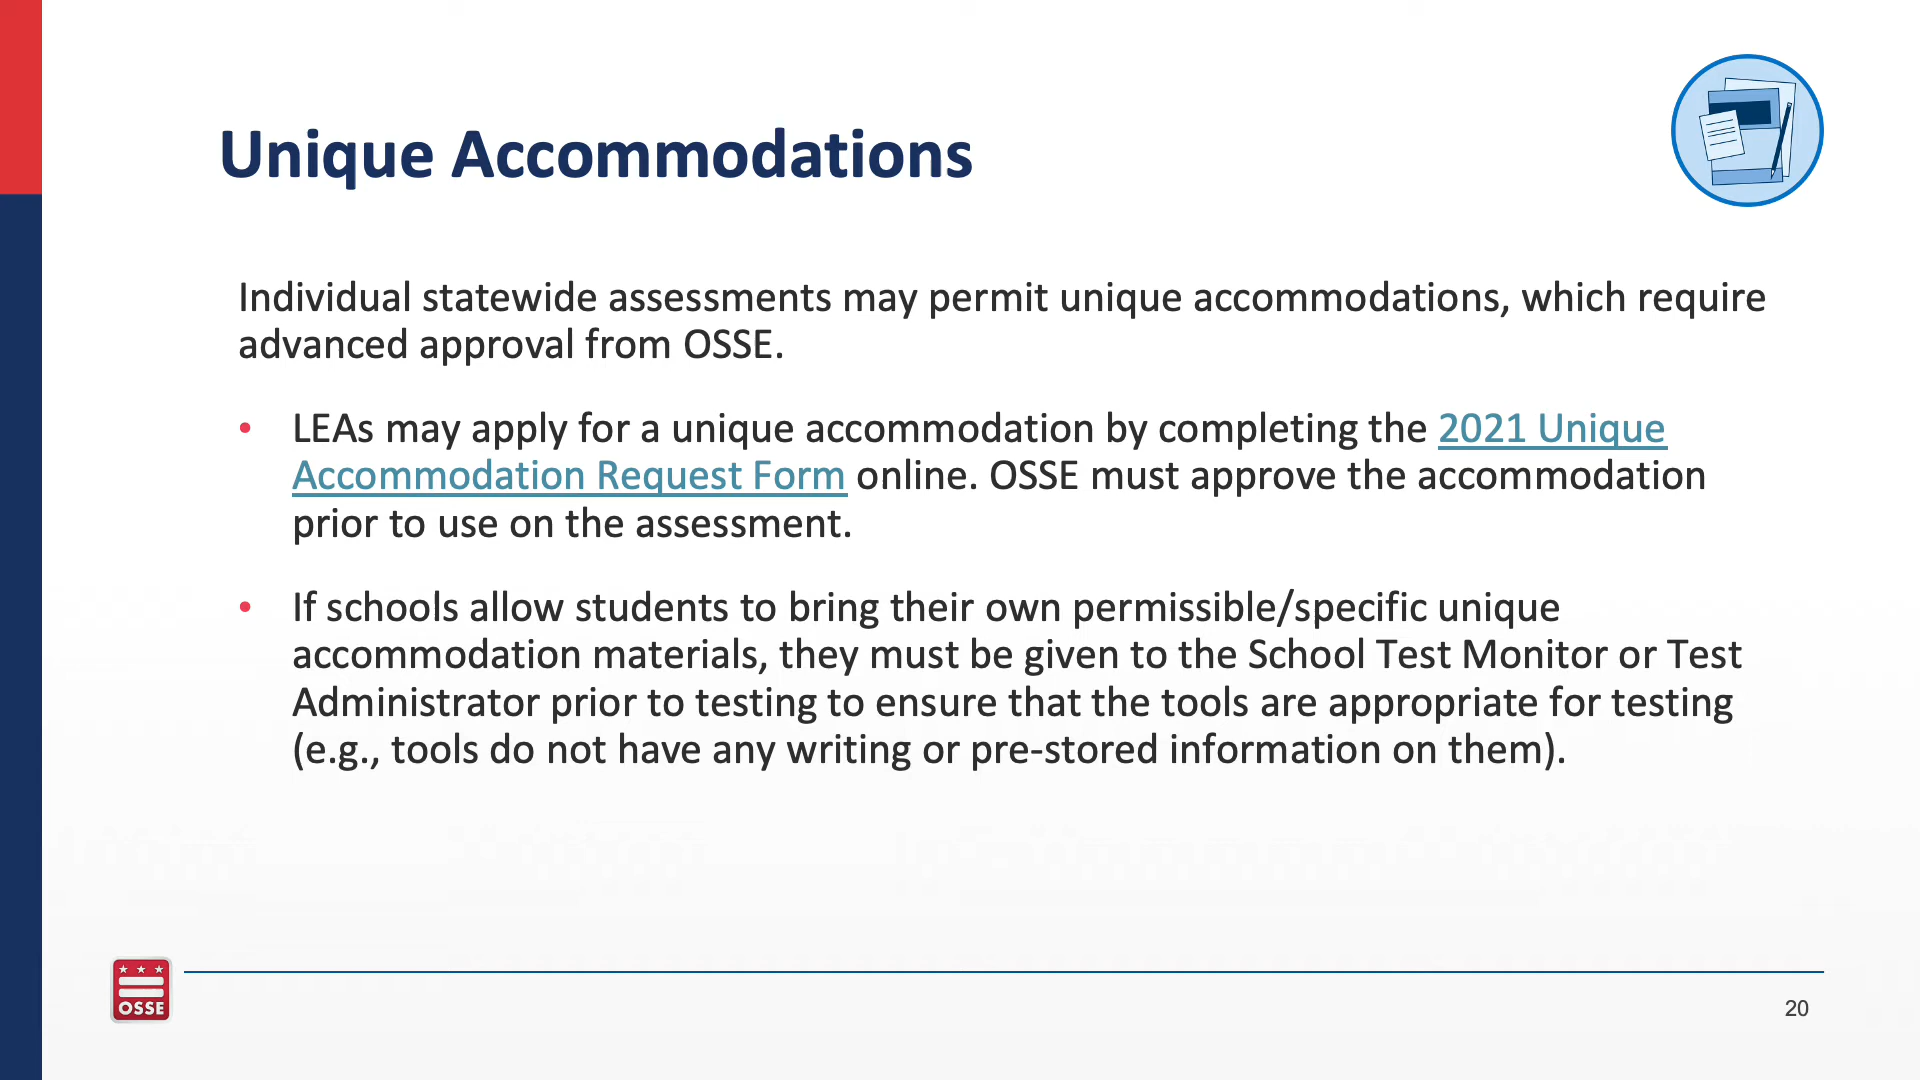 Unique Accommodations
Individual statewide assessments may permit unique accommodations, which require
advanced approval from OSSE.
• LEAs may apply for a unique accommodation by completing the 2021 Unique
Accommodation Request Form online. OSSE must approve the accommodation
prior to use on the assessment.
• If schools allow students to bring their own permissible/specific unique
accommodation materials, they must be given to the School Test Monitor or Test
Administrator prior to testing to ensure that the tools are appropriate for testing
(e.g., tools do not have any writing or pre-stored information on them).
OSSE
20